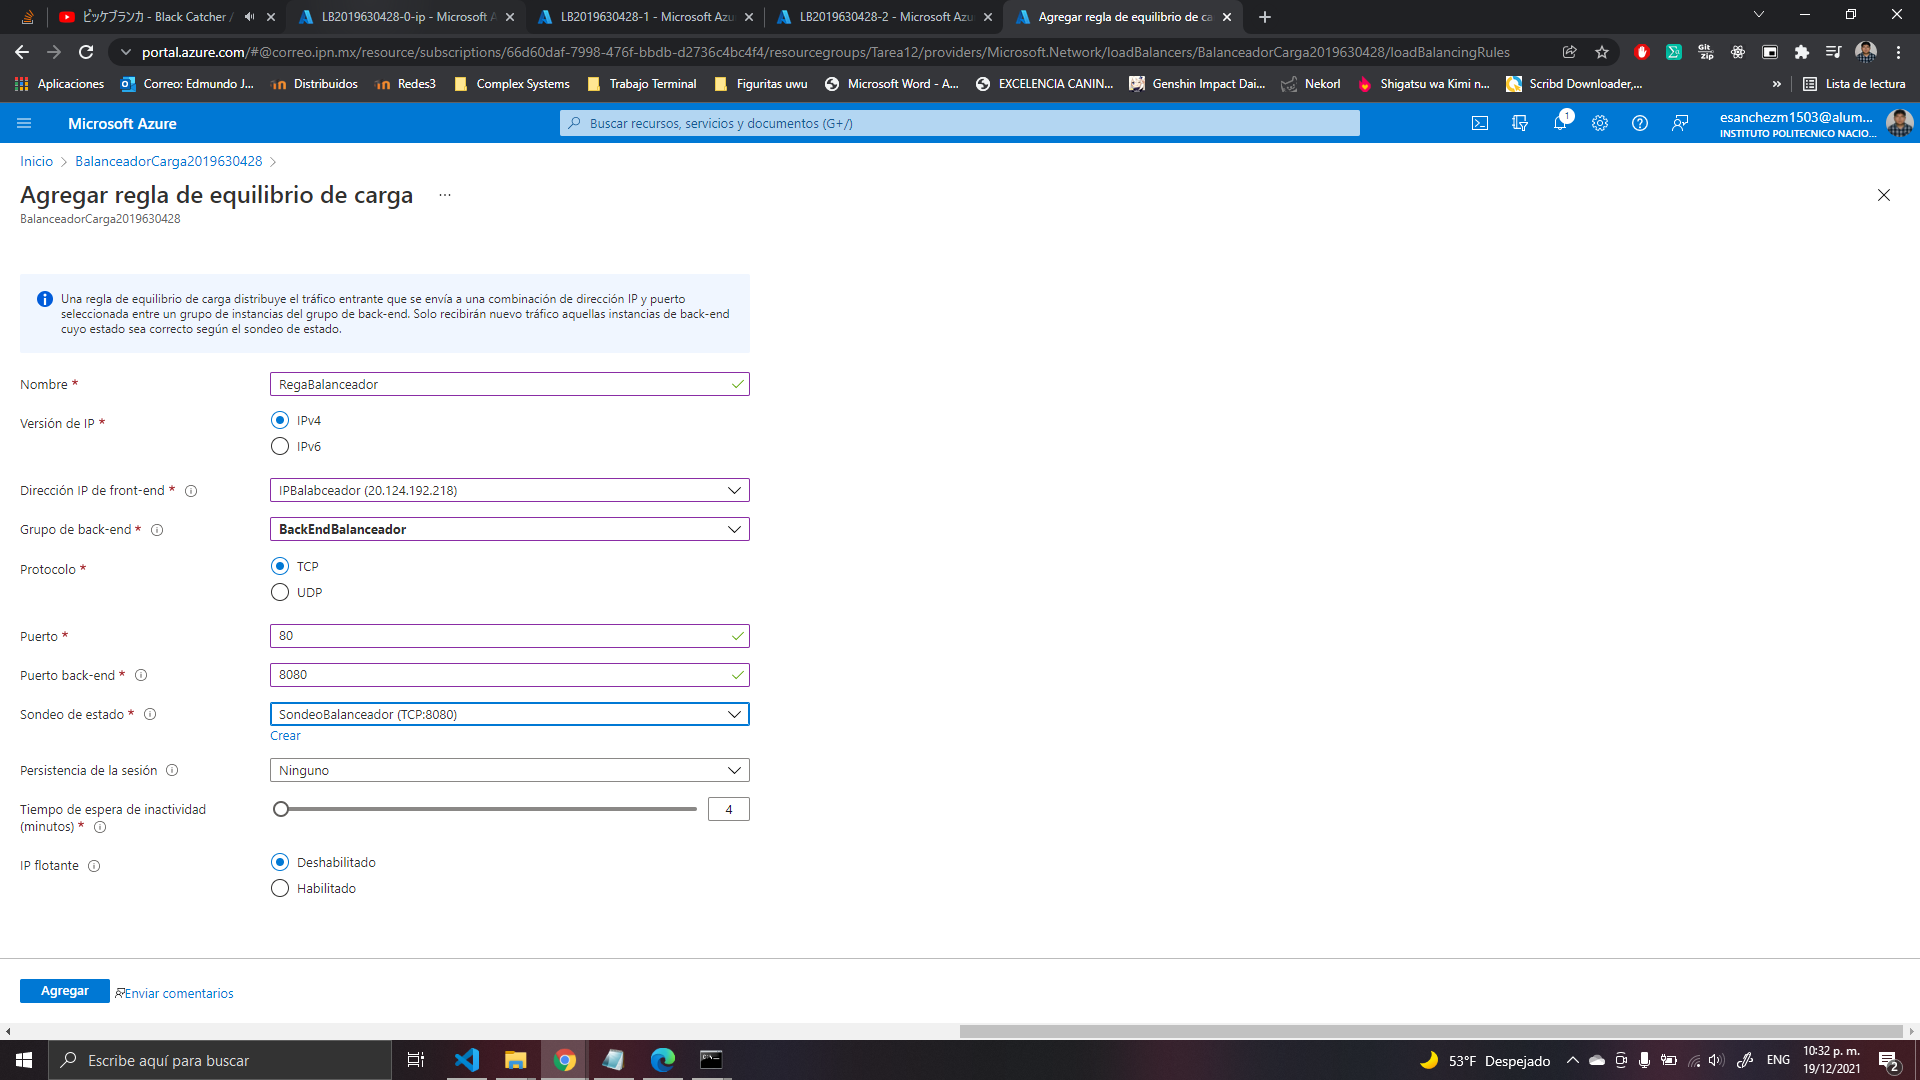 ビッケブランカ - Black Catcher /
LB2019630428-0-ip - Microsoft A
LB2019630428-1 - Microsoft Azu
LB2019630428-2 - Microsoft Azu
Agregar regla de equilibrio de ca
portal.azure.com/#@correo.ipn.mx/resource/subscriptions/66d60daf-7998-476f-bbdb-d2736c4bc4f4/resourcegroups/Tarea12/providers/Microsoft.Network/loadBalancers/BalanceadorCarga2019630428/loadBalancingRules
Aplicaciones
Correo: Edmundo J...
Distribuidos
Redes3
Complex Systems
Trabajo Terminal
Figuritas uwu
Microsoft Word - A...
EXCELENCIA CANIN...
Genshin Impact Dai...
Nekorl
Shigatsu wa Kimi n...
Scribd Downloader,...
»
Lista de lectura
Microsoft Azure
Buscar recursos, servicios y documentos (G+/)
1
esanchezm1503@alum...
INSTITUTO POLITECNICO NACIO...
Inicio > BalanceadorCarga2019630428 >
Agregar regla de equilibrio de carga ...
BalanceadorCarga2019630428
Una regla de equilibrio de carga distribuye el tráfico entrante que se envía a una combinación de dirección IP y puerto
seleccionada entre un grupo de instancias del grupo de back-end. Solo recibirán nuevo tráfico aquellas instancias de back-end
cuyo estado sea correcto según el sondeo de estado.
Nombre * RegaBalanceador
Versión de IP * IPv4
IPv6
Dirección IP de front-end * IPBalabceador (20.124.192.218)
Grupo de back-end * BackEndBalanceador
Protocolo * TCP
UDP
Puerto * 80
Puerto back-end * 8080
Sondeo de estado * SondeoBalanceador (TCP:8080)
Crear
Persistencia de la sesión Ninguno
Tiempo de espera de inactividad
(minutos) * 4
IP flotante Deshabilitado
Habilitado
Agregar Enviar comentarios
Escribe aquí para buscar
53°F Despejado
ENG
10:32 p. m.
19/12/2021
2